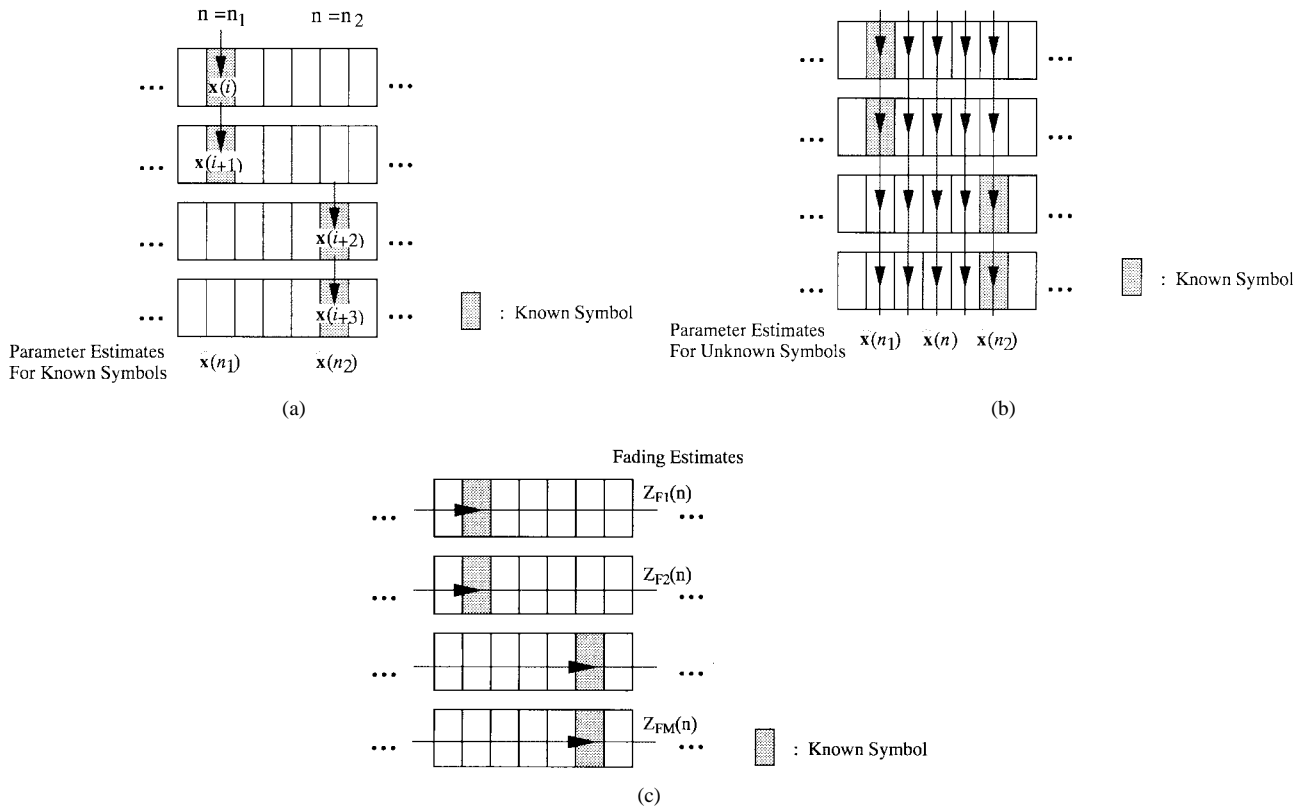 n =n1 n = n2
... x(i) ...
... x(i+1) ...
... x(i+2) ...
... x(i+3) ...
: Known Symbol
Parameter Estimates
For Known Symbols
x(n1) x(n2)
(a)
... ...
... ...
... ...
... ...
: Known Symbol
Parameter Estimates
For Unknown Symbols
x(n1) x(n) x(n2)
(b)
Fading Estimates
... ZF1(n) ...
... ZF2(n) ...
... ...
... ZFM(n) ...
: Known Symbol
(c)